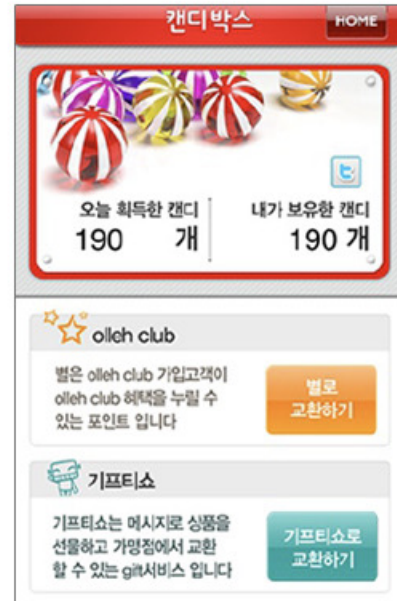 캔디박스
HOME
오늘 획득한 캔디
내가 보유한 캔디
190 개
190 개
olleh club
별은 olleh club 가입고객이
olleh club 혜택을 누릴 수
있는 포인트 입니다
별로
교환하기
기프티쇼
기프티쇼는 메시지로 상품을
선물하고 가맹점에서 교환
할 수 있는 gift서비스 입니다
기프티쇼로
교환하기